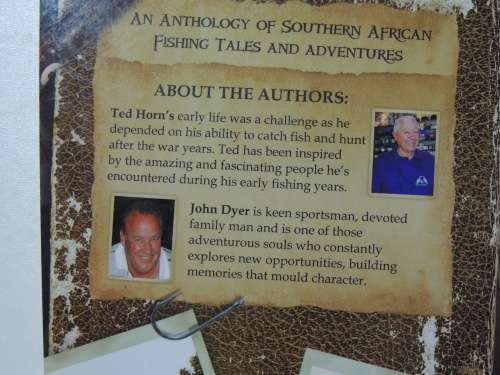 An Anthology of Southern African
Fishing Tales and adventures
ABOUT THE AUTHORS:
Ted Horn's early life was a challenge as he
depended on his ability to catch fish and hunt
after the war years. Ted has been inspired
by the amazing and fascinating people he's
encountered during his early fishing years.
John Dyer is keen sportsman, devoted
family man and is one of those
adventurous souls who constantly
explores new opportunities, building
memories that mould character.